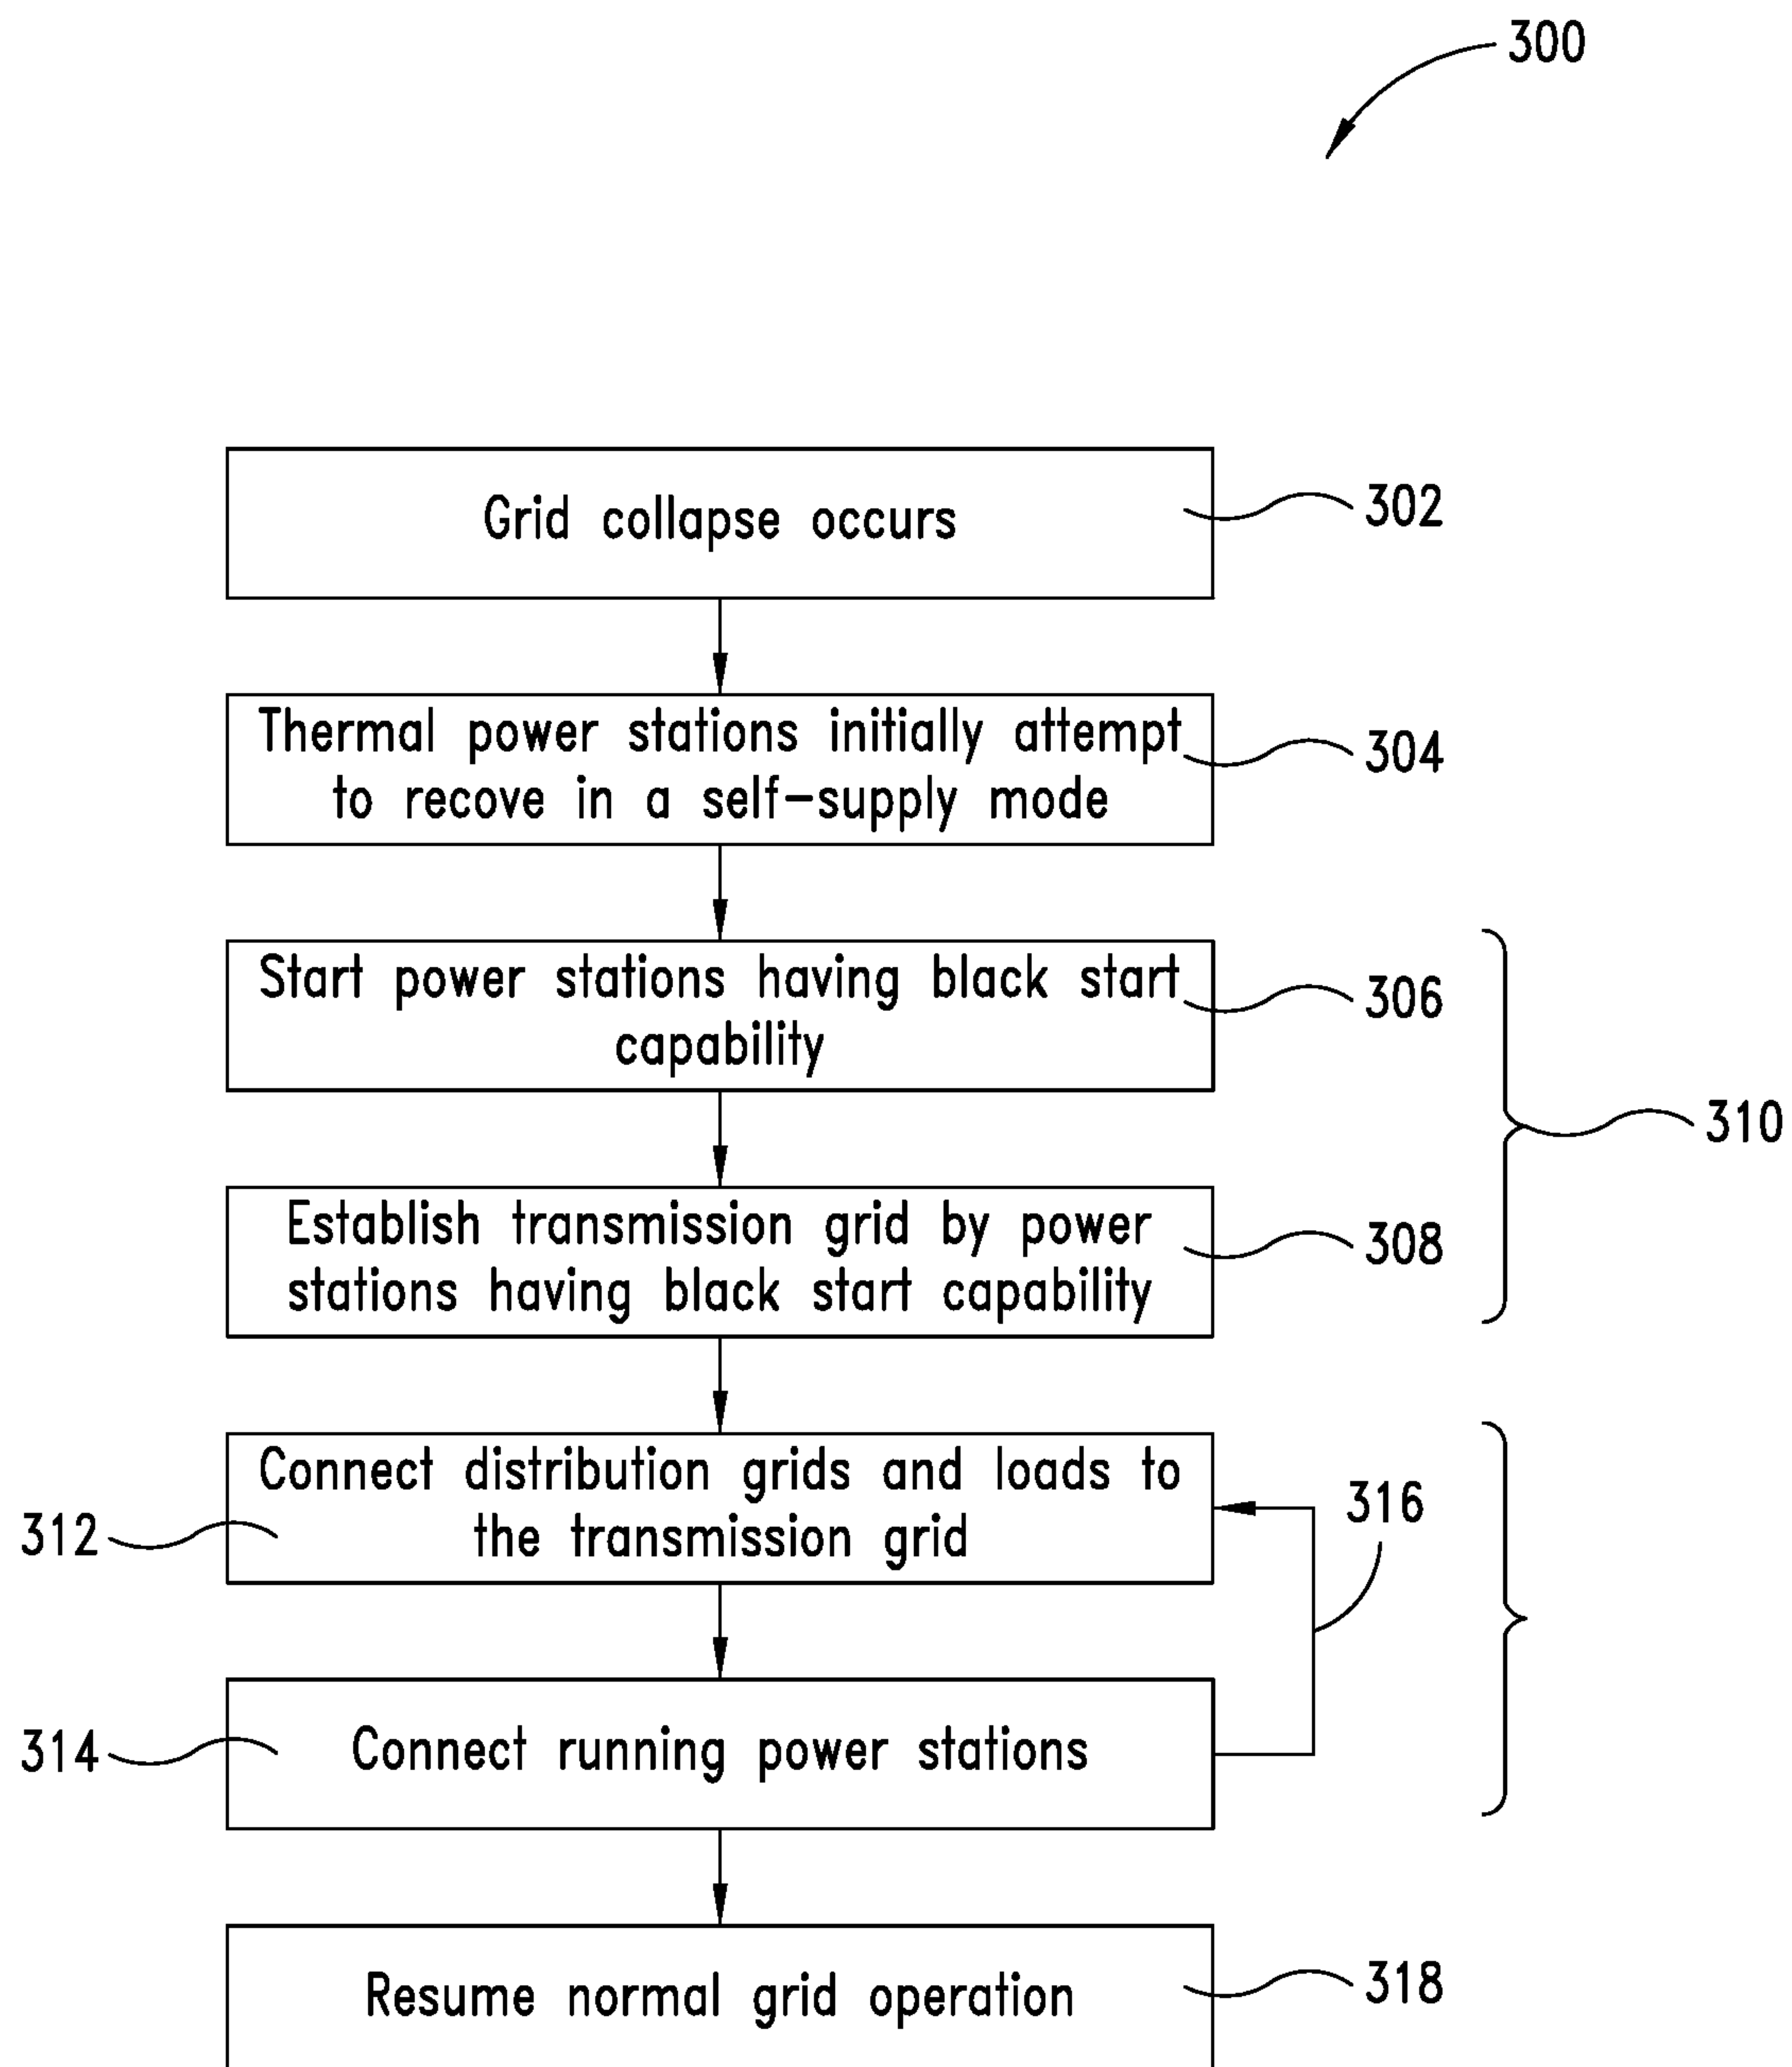 300
Grid collapse occurs
302
Thermal power stations initially attempt
to recove in a self-supply mode
304
Start power stations having black start
capability
306
310
Establish transmission grid by power
stations having black start capability
308
Connect distribution grids and loads to
the transmission grid
312
316
Connect running power stations
314
Resume normal grid operation
318